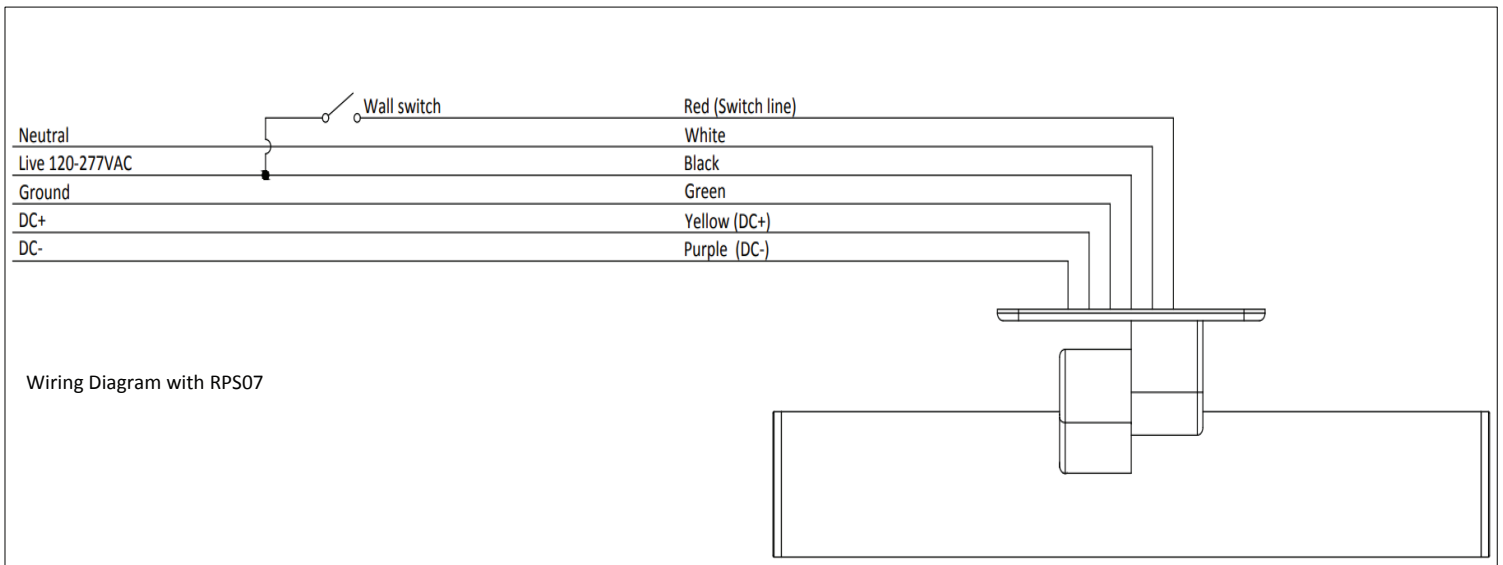 Wall switch Red (Switch line)
Neutral White
Live 120-277VAC Black
Ground Green
DC+ Yellow (DC+)
DC- Purple (DC-)
Wiring Diagram with RPS07